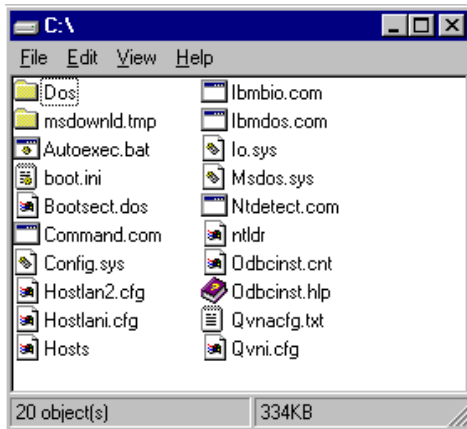 C:\
File Edit View Help
Dos
msdownld.tmp
Autoexec.bat
boot.ini
Bootsect.dos
Command.com
Config.sys
Hostlan2.cfg
Hostlani.cfg
Hosts
Ibmbio.com
Ibmdos.com
Io.sys
Msdos.sys
Ntdetect.com
ntldr
Odbcinst.cnt
Odbcinst.hlp
Qvnacfg.txt
Qvni.cfg
20 object(s) 334KB